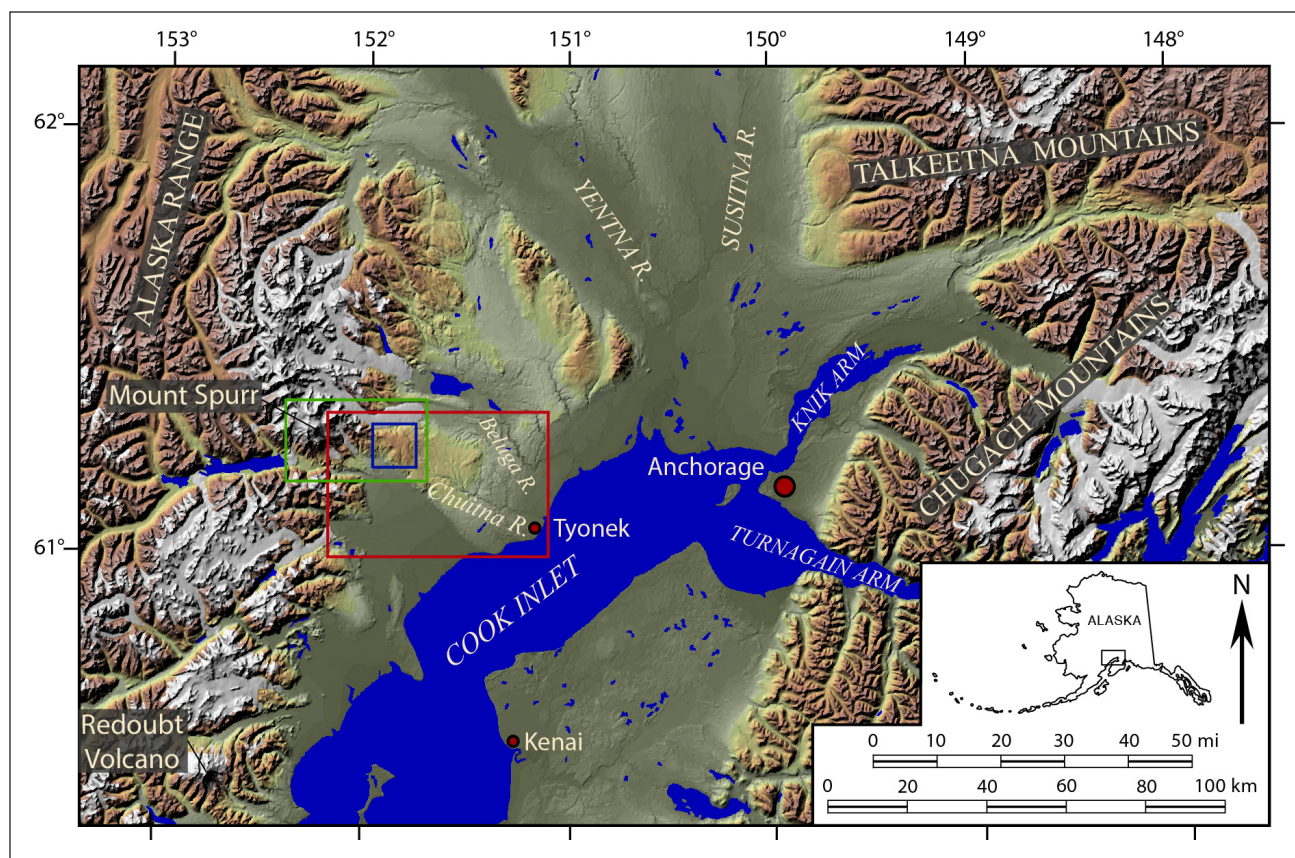 153°
152°
151°
150°
149°
148°
62°
61°
ALASKA RANGE
YENTNA R.
SUSITNA R.
TALKEETNA MOUNTAINS
Mount Spurr
KNIK ARM
CHUGACH MOUNTAINS
Beluga R.
Anchorage
Chuitna R.
Tyonek
TURNAGAIN ARM
COOK INLET
Redoubt
Volcano
Kenai
ALASKA
N
0 10 20 30 40 50 mi
0 20 40 60 80 100 km